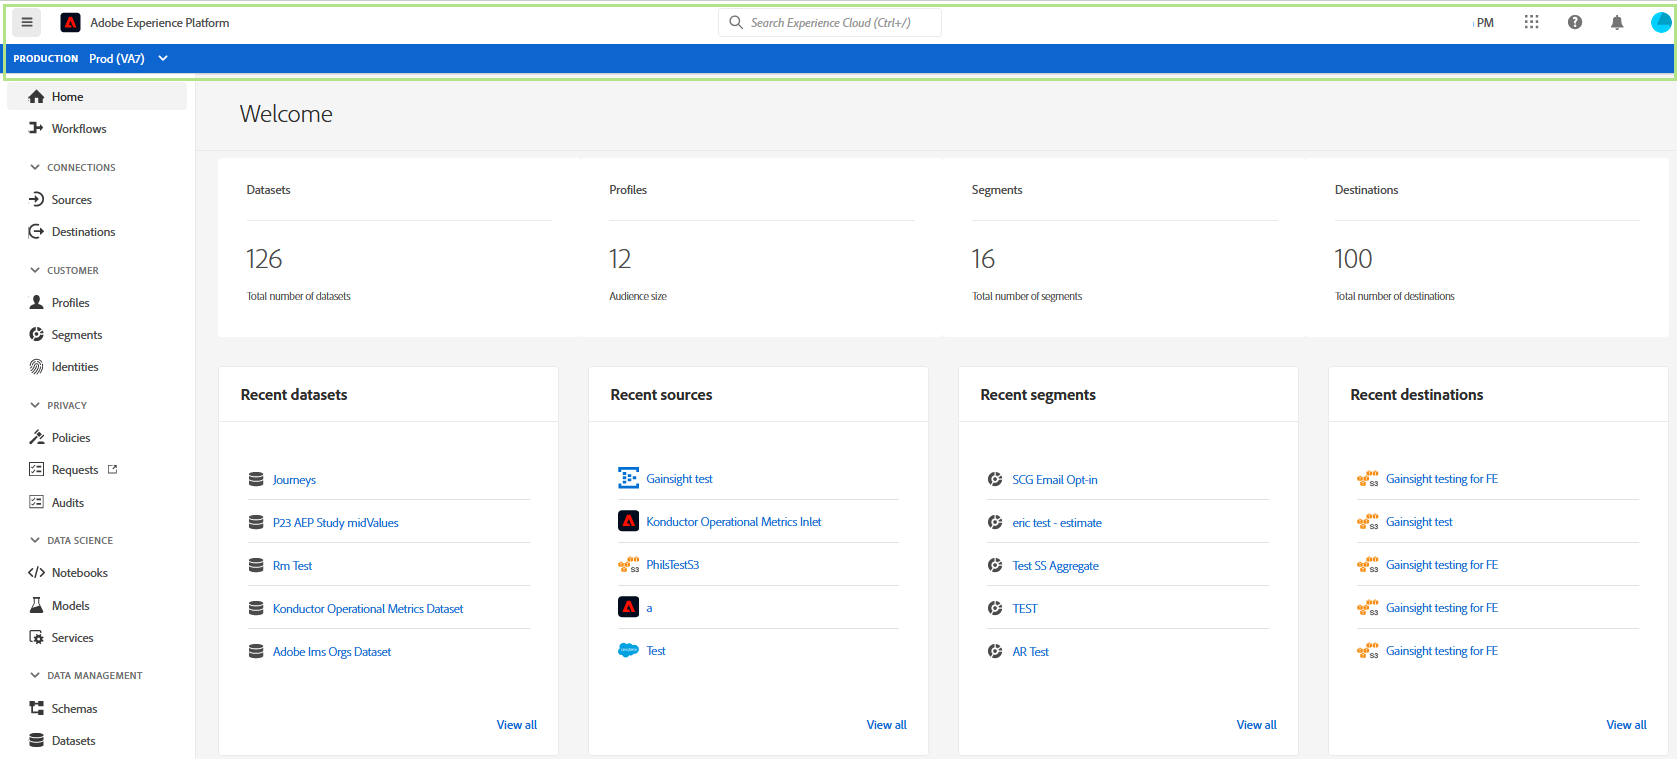 Adobe Experience Platform
Search Experience Cloud (Ctrl+/)
PM
PRODUCTION Prod (VA7)
Home
Workflows
CONNECTIONS
Sources
Destinations
CUSTOMER
Profiles
Segments
Identities
PRIVACY
Policies
Requests
Audits
DATA SCIENCE
Notebooks
Models
Services
DATA MANAGEMENT
Schemas
Datasets
Welcome
Datasets
126
Total number of datasets
Profiles
12
Audience size
Segments
16
Total number of segments
Destinations
100
Total number of destinations
Recent datasets
Journeys
P23 AEP Study midValues
Rm Test
Konductor Operational Metrics Dataset
Adobe Ims Orgs Dataset
View all
Recent sources
Gainsight test
Konductor Operational Metrics Inlet
S3 PhilsTestS3
a
Test
View all
Recent segments
SCG Email Opt-in
eric test - estimate
Test SS Aggregate
TEST
AR Test
View all
Recent destinations
S3 Gainsight testing for FE
S3 Gainsight test
S3 Gainsight testing for FE
S3 Gainsight testing for FE
S3 Gainsight testing for FE
View all